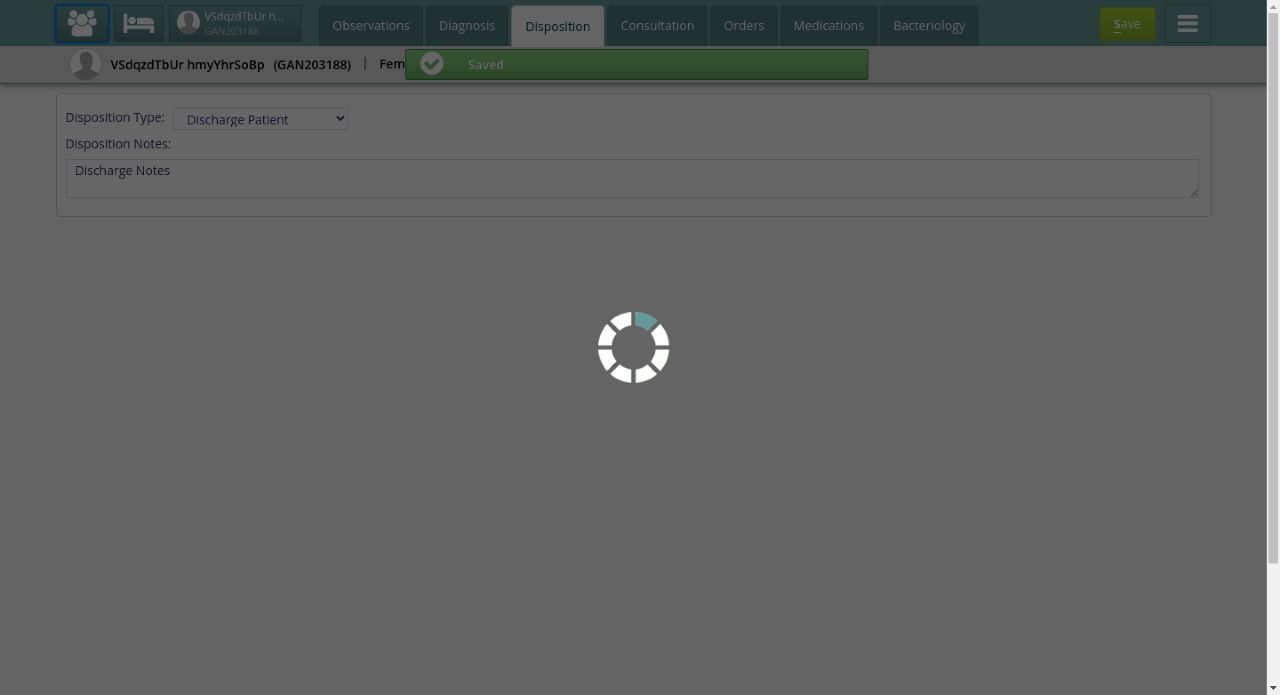 VSdqzdTbUr h...
GAN203188
Observations
Diagnosis
Disposition
Consultation
Orders
Medications
Bacteriology
Save
VSdqzdTbUr hmyYhrSoBp (GAN203188) | Fem
Saved
Disposition Type: Discharge Patient
Disposition Notes:
Discharge Notes